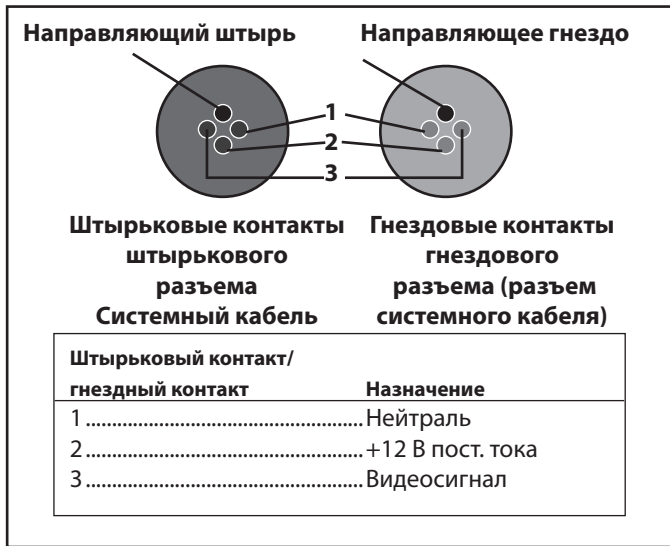 Направляющий штырь
Направляющее гнездо
1
2
3
Штырьковые контакты
штырькового
разъема
Системный кабель
Гнездовые контакты
гнездового
разъема (разъем
системного кабеля)
Штырьковый контакт/
гнездный контакт Назначение
1 ............................................. Нейтраль
2 ............................................. +12 В пост. тока
3 ............................................. Видеосигнал